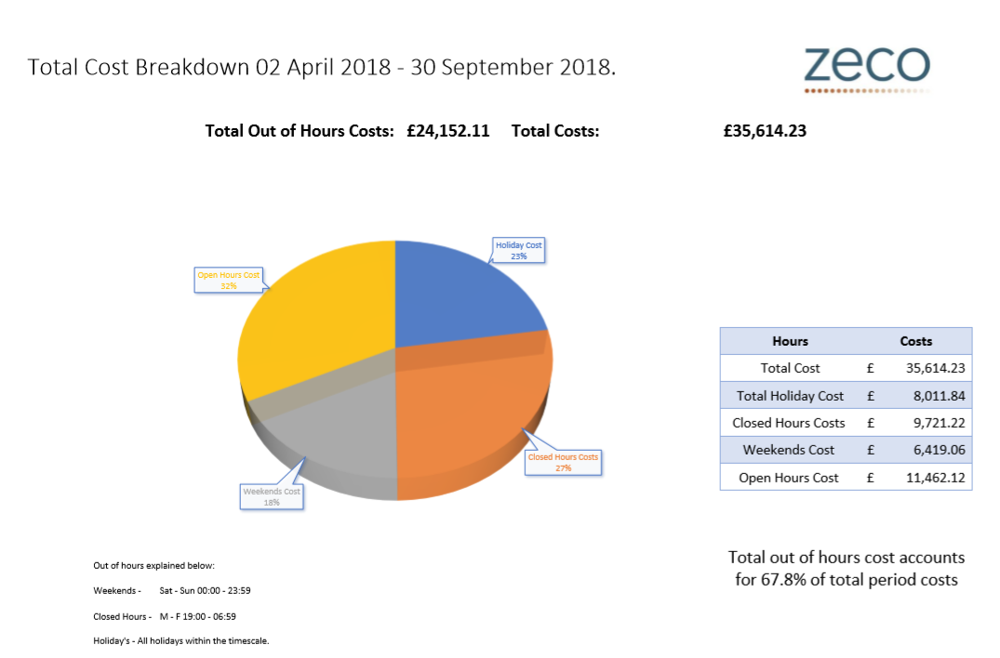 Total Cost Breakdown 02 April 2018 - 30 September 2018.
zeco
Total Out of Hours Costs: £24,152.11 Total Costs: £35,614.23
Holiday Cost
23%
Open Hours Cost
32%
Closed Hours Costs
27%
Weekends Cost
18%
Hours Costs
Total Cost £ 35,614.23
Total Holiday Cost £ 8,011.84
Closed Hours Costs £ 9,721.22
Weekends Cost £ 6,419.06
Open Hours Cost £ 11,462.12
Total out of hours cost accounts
for 67.8% of total period costs
Out of hours explained below:
Weekends - Sat - Sun 00:00 - 23:59
Closed Hours - M - F 19:00 - 06:59
Holiday's - All holidays within the timescale.